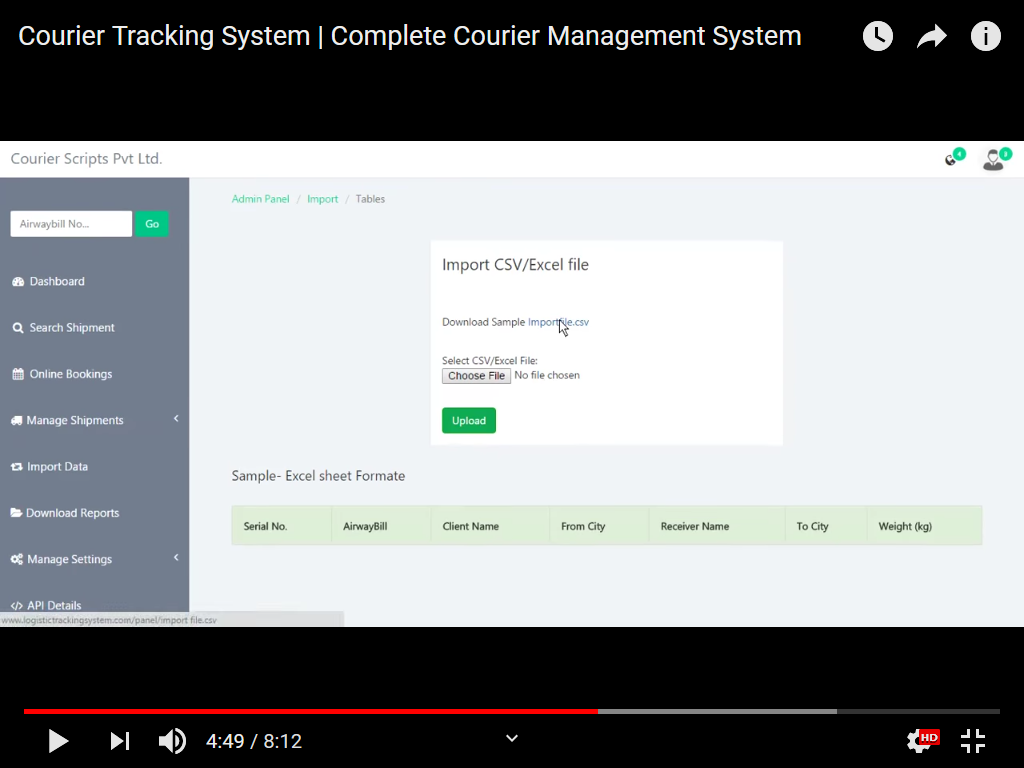 Courier Tracking System | Complete Courier Management System
Courier Scripts Pvt Ltd.
Airwaybill No...
Go
Admin Panel / Import / Tables
Import CSV/Excel file
Dashboard
Search Shipment
Download Sample Importfile.csv
Select CSV/Excel File:
Choose File No file chosen
Online Bookings
Upload
Manage Shipments
Import Data
Sample- Excel sheet Formate
Download Reports
Serial No. AirwayBill Client Name From City Receiver Name To City Weight (kg)
Manage Settings
API Details
www.logistictrackingsystem.com/panel/import file.csv
4:49 / 8:12
HD